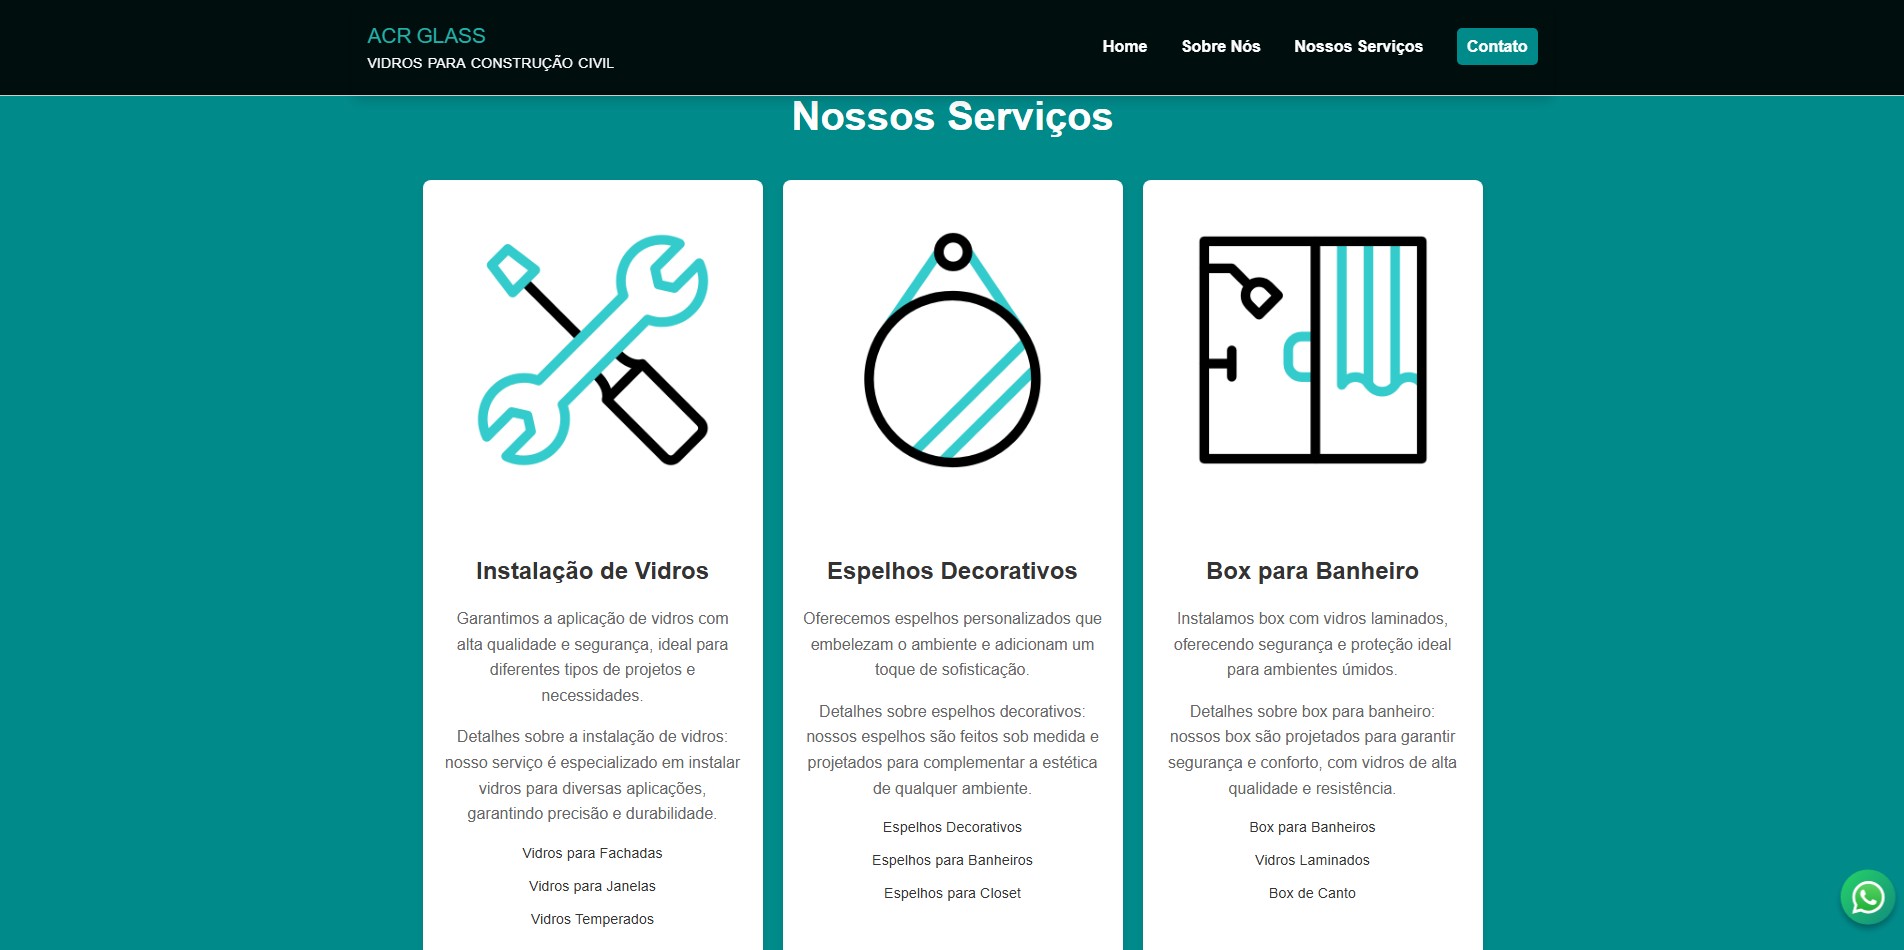 ACR GLASS
VIDROS PARA CONSTRUÇÃO CIVIL
Home
Sobre Nós
Nossos Serviços
Contato
Nossos Serviços
Instalação de Vidros
Garantimos a aplicação de vidros com
alta qualidade e segurança, ideal para
diferentes tipos de projetos e
necessidades.
Detalhes sobre a instalação de vidros:
nosso serviço é especializado em instalar
vidros para diversas aplicações,
garantindo precisão e durabilidade.
Vidros para Fachadas
Vidros para Janelas
Vidros Temperados
Espelhos Decorativos
Oferecemos espelhos personalizados que
embelezam o ambiente e adicionam um
toque de sofisticação.
Detalhes sobre espelhos decorativos:
nossos espelhos são feitos sob medida e
projetados para complementar a estética
de qualquer ambiente.
Espelhos Decorativos
Espelhos para Banheiros
Espelhos para Closet
Box para Banheiro
Instalamos box com vidros laminados,
oferecendo segurança e proteção ideal
para ambientes úmidos.
Detalhes sobre box para banheiro:
nossos box são projetados para garantir
segurança e conforto, com vidros de alta
qualidade e resistência.
Box para Banheiros
Vidros Laminados
Box de Canto